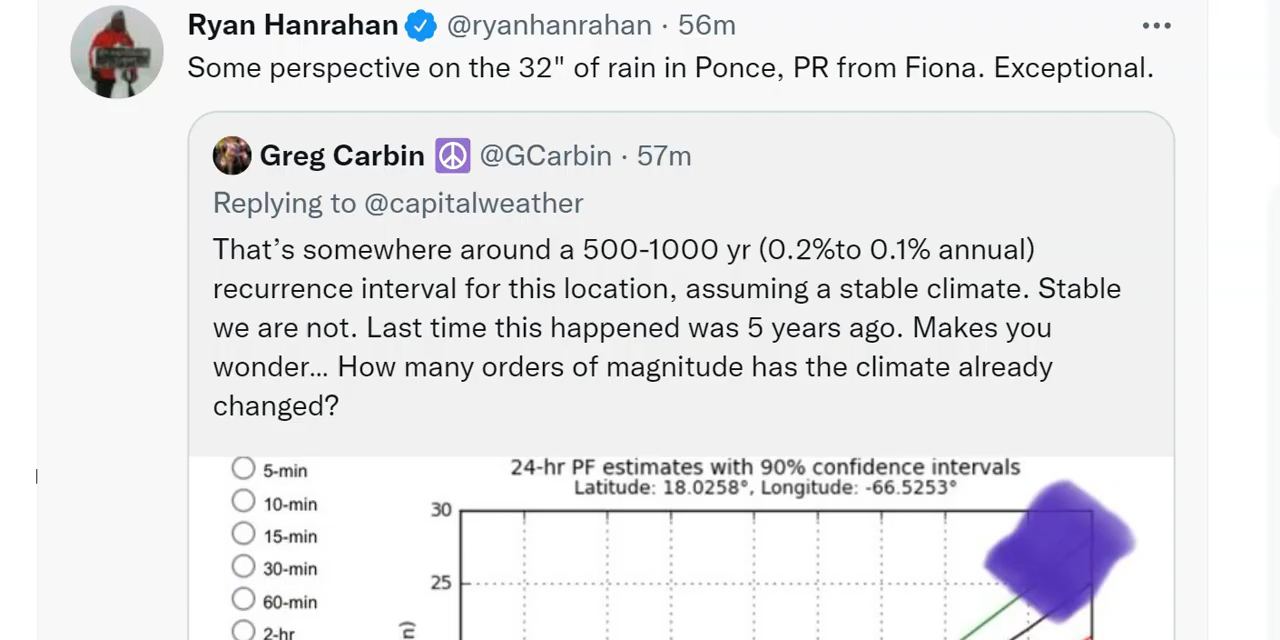 Ryan Hanrahan @ryanhanrahan · 56m
Some perspective on the 32" of rain in Ponce, PR from Fiona. Exceptional.
Greg Carbin ☮ @GCarbin · 57m
Replying to @capitalweather
That's somewhere around a 500-1000 yr (0.2%to 0.1% annual)
recurrence interval for this location, assuming a stable climate. Stable
we are not. Last time this happened was 5 years ago. Makes you
wonder... How many orders of magnitude has the climate already
changed?
24-hr PF estimates with 90% confidence intervals
Latitude: 18.0258°, Longitude: -66.5253°
5-min
10-min
15-min
30-min
60-min
2-hr
30
25